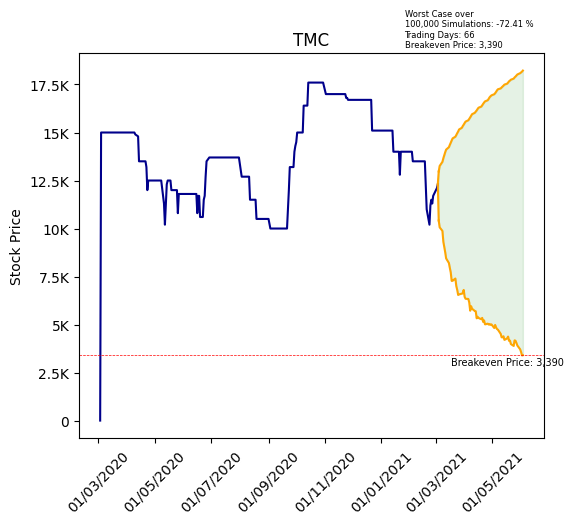 Worst Case over
100,000 Simulations: -72.41 %
Trading Days: 66
Breakeven Price: 3,390
TMC
Stock Price
17.5K
15K
12.5K
10K
7.5K
5K
2.5K
0
Breakeven Price: 3,390
01/03/2020
01/05/2020
01/07/2020
01/09/2020
01/11/2020
01/01/2021
01/03/2021
01/05/2021